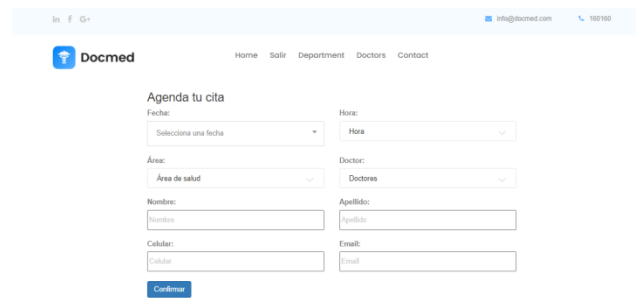 in f G+ info@docmed.com 160160
Docmed Home Salir Department Doctors Contact
Agenda tu cita
Fecha: Hora:
Selecciona una fecha Hora
Área: Doctor:
Área de salud Doctores
Nombre: Apellido:
Nombre Apellido
Celular: Email:
Celular Email
Confirmar